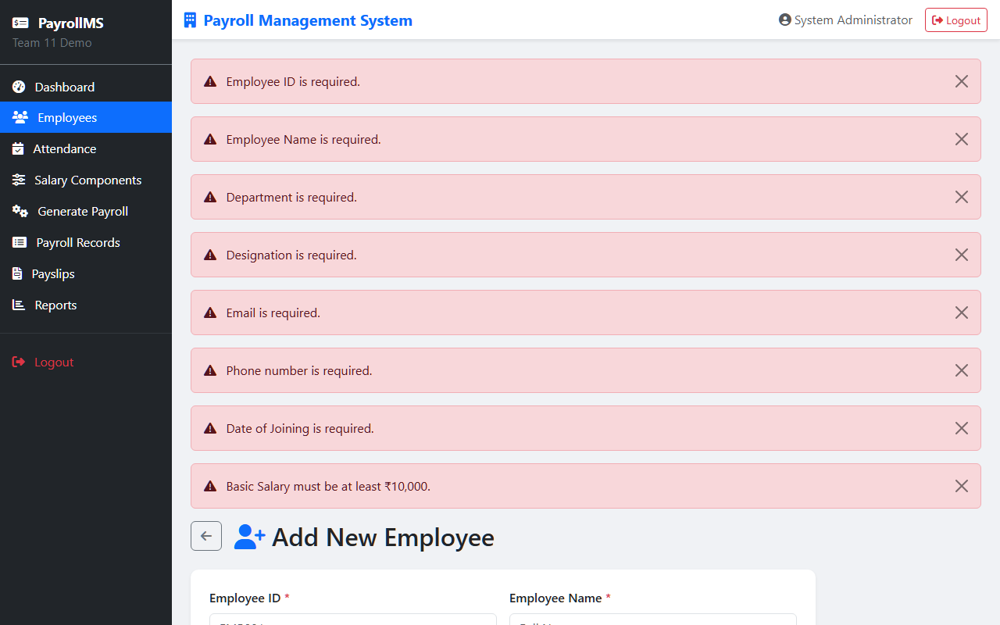 PayrollMS
Team 11 Demo
Dashboard
Employees
Attendance
Salary Components
Generate Payroll
Payroll Records
Payslips
Reports
Logout
Payroll Management System
System Administrator
Logout
Employee ID is required.
Employee Name is required.
Department is required.
Designation is required.
Email is required.
Phone number is required.
Date of Joining is required.
Basic Salary must be at least ₹10,000.
Add New Employee
Employee ID *
Employee Name *